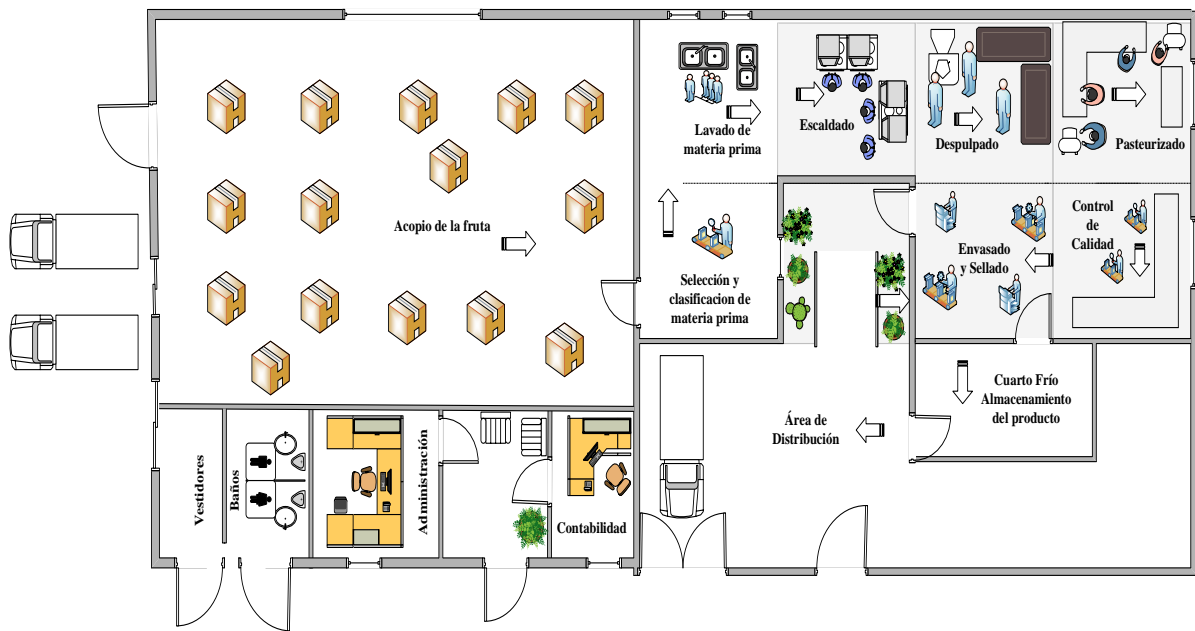 Acopio de la fruta
Lavado de
materia prima
Escaldado
Despulpado
Pasteurizado
Selección y
clasificacion de
materia prima
Envasado
y Sellado
Control
de
Calidad
Cuarto Frío
Almacenamiento
del producto
Área de
Distribución
Vestidores
Baños
Administración
Contabilidad